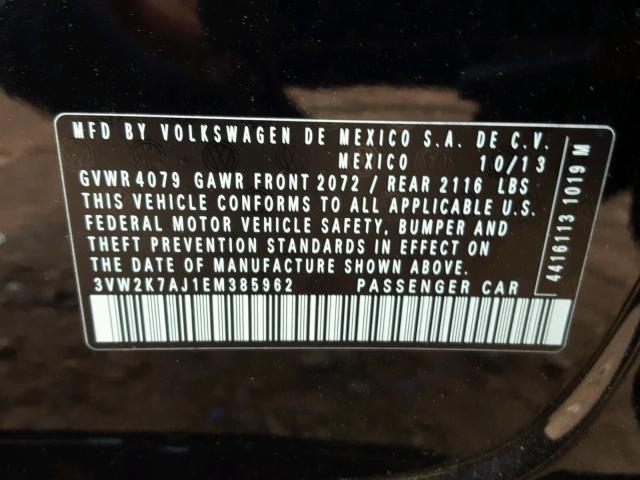 MFD BY VOLKSWAGEN DE MEXICO S.A. DE C.V.
MEXICO 10/13
GVWR 4079 GAWR FRONT 2072 / REAR 2116 LBS
THIS VEHICLE CONFORMS TO ALL APPLICABLE U.S.
FEDERAL MOTOR VEHICLE SAFETY, BUMPER AND
THEFT PREVENTION STANDARDS IN EFFECT ON
THE DATE OF MANUFACTURE SHOWN ABOVE.
3VW2K7AJ1EM385962 PASSENGER CAR
4416113 1019 M